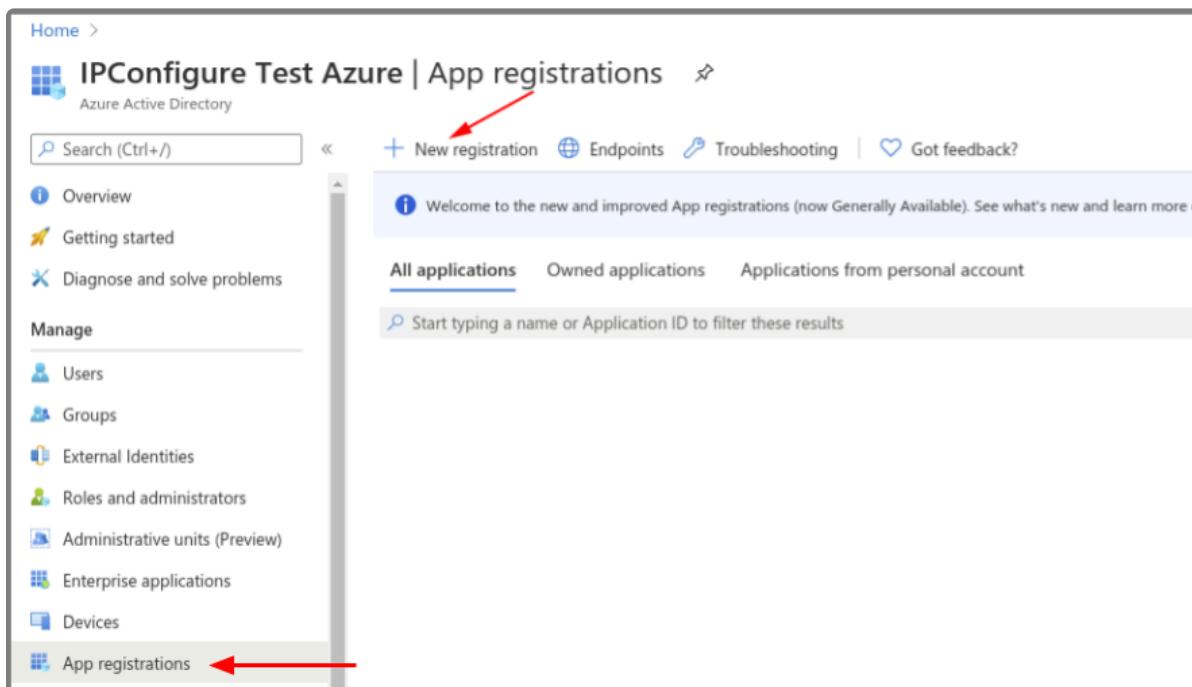 Home >
IPConfigure Test Azure | App registrations
Azure Active Directory
Search (Ctrl+/)
«
New registration Endpoints Troubleshooting Got feedback?
Overview
Getting started
Diagnose and solve problems
Manage
Users
Groups
External Identities
Roles and administrators
Administrative units (Preview)
Enterprise applications
Devices
App registrations
Welcome to the new and improved App registrations (now Generally Available). See what's new and learn more
All applications Owned applications Applications from personal account
Start typing a name or Application ID to filter these results